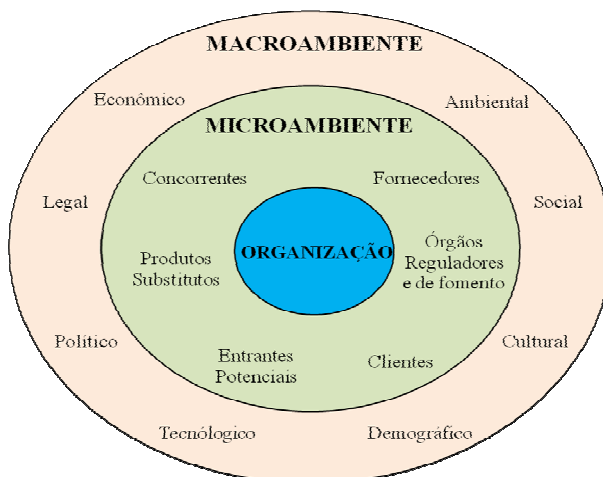 MACROAMBIENTE
Econômico
Ambiental
MICROAMBIENTE
Concorrentes
Fornecedores
Legal
Social
ORGANIZAÇÃO
Órgãos
Reguladores
e de fomento
Produtos
Substitutos
Político
Cultural
Entrantes
Potenciais
Clientes
Tecnólogico
Demográfico